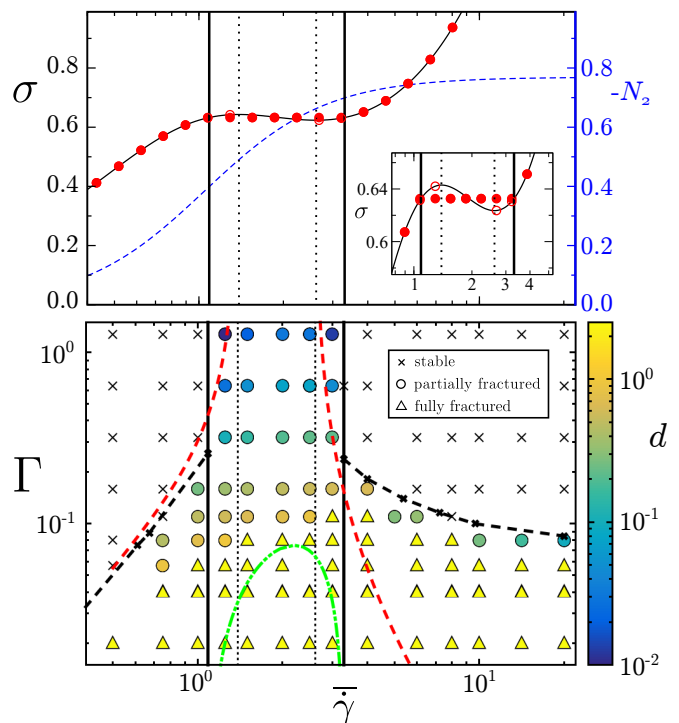 0.8
0.6
0.4
0.2
0.0
σ
0.8
0.6
0.4
0.2
0.0
-N₂
0.64
0.6
σ
1 2 3 4
10⁰
10⁻¹
Γ
× stable
○ partially fractured
△ fully fractured
10⁰ 10¹
γ̇̅
10⁰
10⁻¹
10⁻²
d